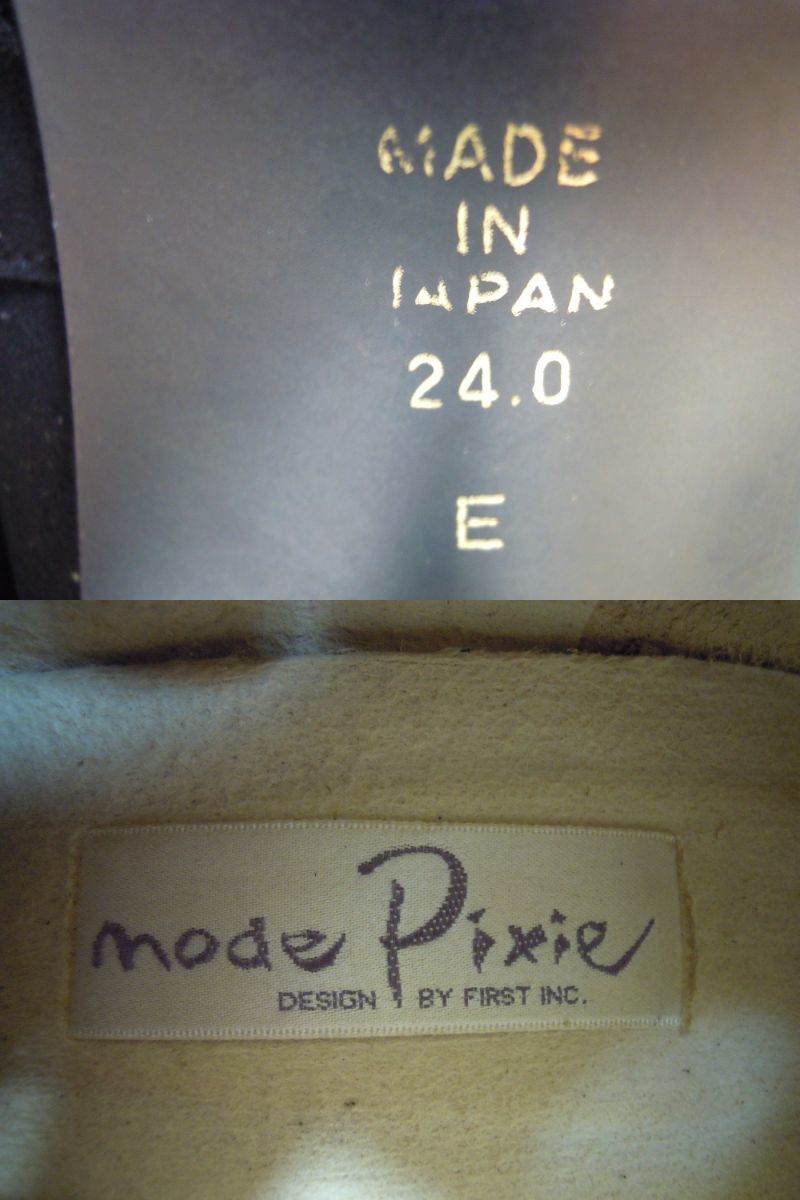 MADE
IN
JAPAN
24.0
E
mode Pixie
DESIGN BY FIRST INC.